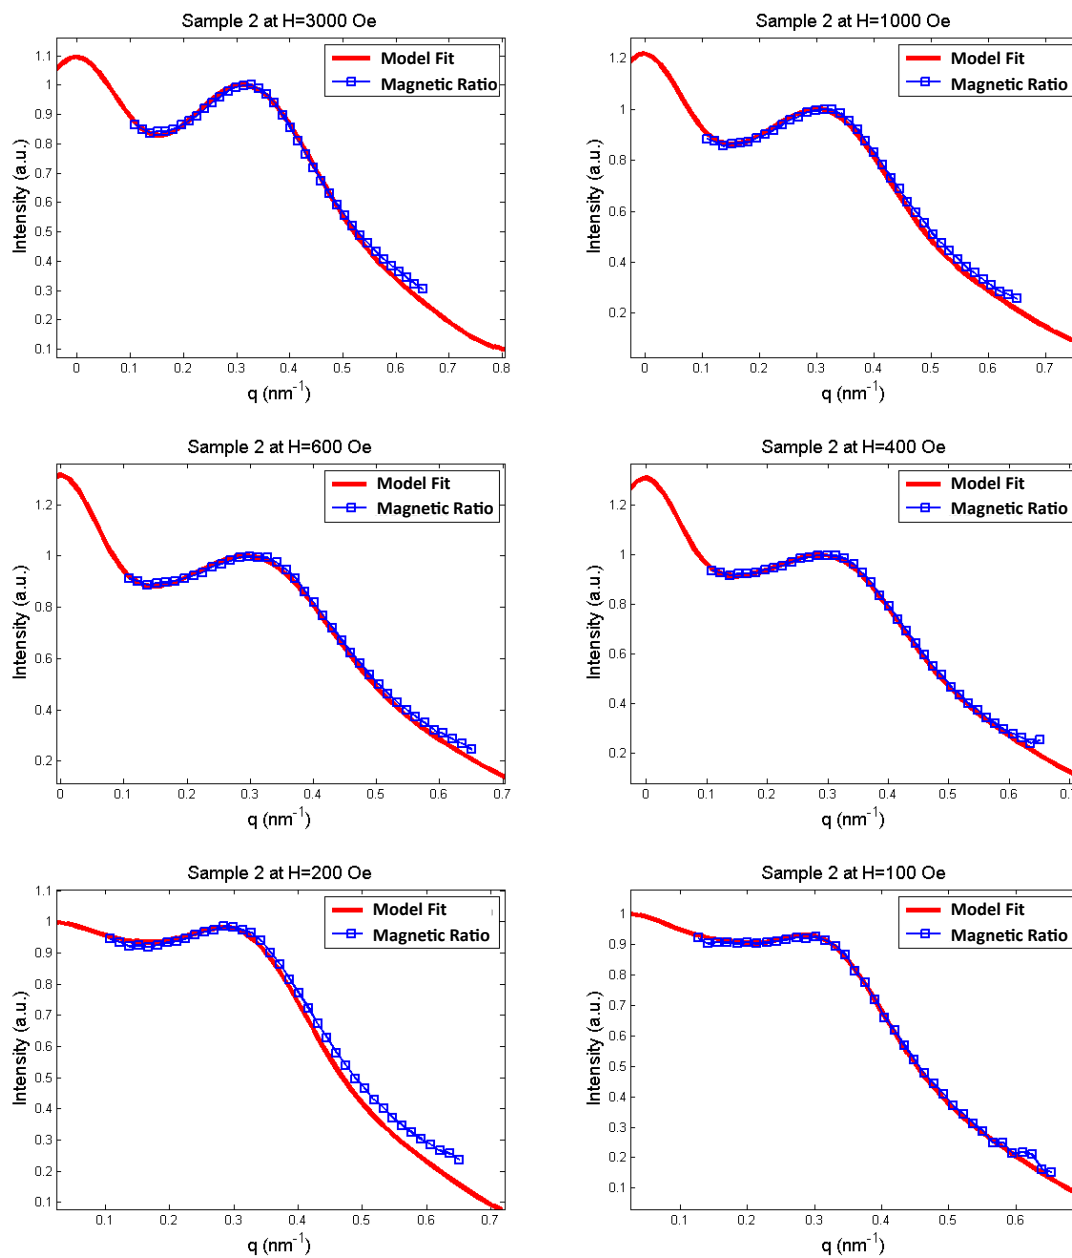 Sample 2 at H=3000 Oe
Model Fit
Magnetic Ratio
Intensity (a.u.)
1.1
1
0.9
0.8
0.7
0.6
0.5
0.4
0.3
0.2
0.1
0 0.1 0.2 0.3 0.4 0.5 0.6 0.7 0.8
q (nm⁻¹)
Sample 2 at H=1000 Oe
Model Fit
Magnetic Ratio
Intensity (a.u.)
1.2
1
0.8
0.6
0.4
0.2
0 0.1 0.2 0.3 0.4 0.5 0.6 0.7
q (nm⁻¹)
Sample 2 at H=600 Oe
Model Fit
Magnetic Ratio
Intensity (a.u.)
1.2
1
0.8
0.6
0.4
0.2
0 0.1 0.2 0.3 0.4 0.5 0.6 0.7
q (nm⁻¹)
Sample 2 at H=400 Oe
Model Fit
Magnetic Ratio
Intensity (a.u.)
1.2
1
0.8
0.6
0.4
0.2
0 0.1 0.2 0.3 0.4 0.5 0.6 0.7
q (nm⁻¹)
Sample 2 at H=200 Oe
Model Fit
Magnetic Ratio
Intensity (a.u.)
1.1
1
0.9
0.8
0.7
0.6
0.5
0.4
0.3
0.2
0.1
0.1 0.2 0.3 0.4 0.5 0.6 0.7
q (nm⁻¹)
Sample 2 at H=100 Oe
Model Fit
Magnetic Ratio
Intensity (a.u.)
1
0.9
0.8
0.7
0.6
0.5
0.4
0.3
0.2
0.1
0.1 0.2 0.3 0.4 0.5 0.6
q (nm⁻¹)